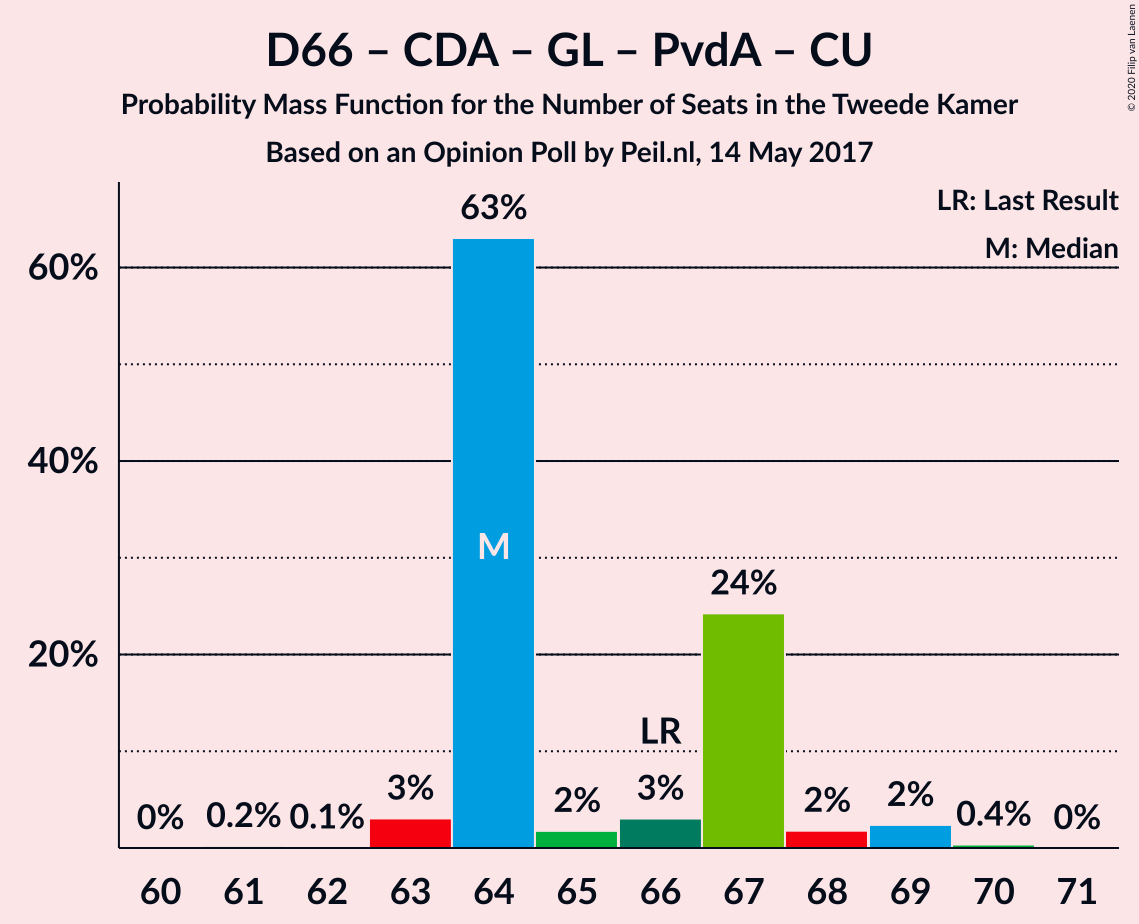 D66 – CDA – GL – PvdA – CU
Probability Mass Function for the Number of Seats in the Tweede Kamer
Based on an Opinion Poll by Peil.nl, 14 May 2017
© 2020 Filip van Laenen
LR: Last Result
M: Median
60%
40%
20%
0%
0.2%
0.1%
3%
63%
M
2%
3%
LR
24%
2%
2%
0.4%
0%
60 61 62 63 64 65 66 67 68 69 70 71